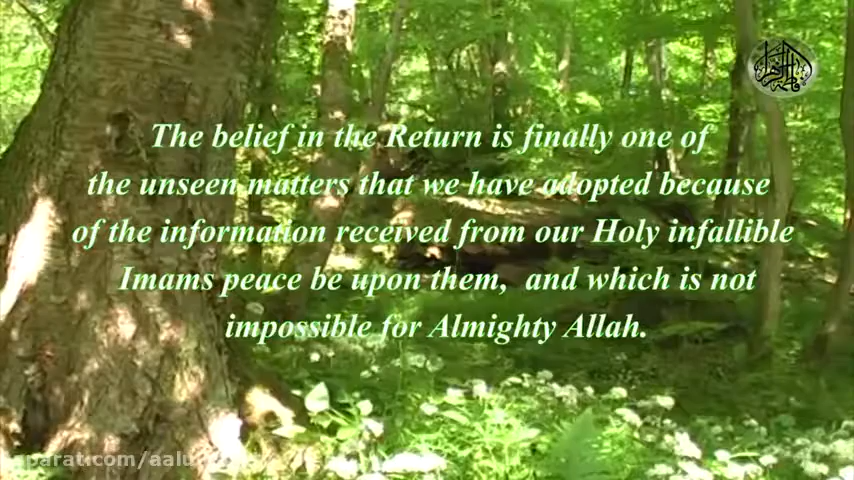 The belief in the Return is finally one of
the unseen matters that we have adopted because
of the information received from our Holy infallible
Imams peace be upon them, and which is not
impossible for Almighty Allah.